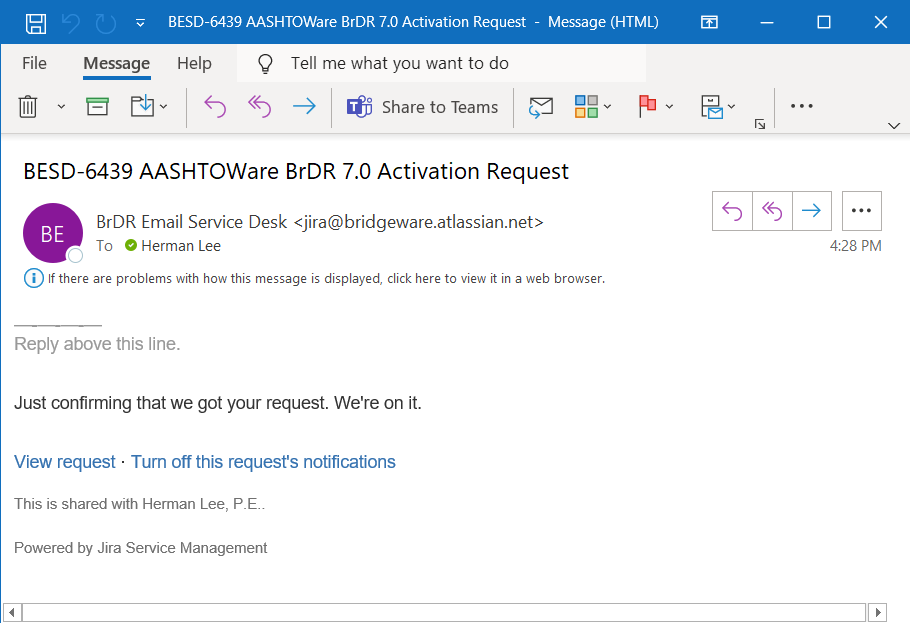 BESD-6439 AASHTOWare BrDR 7.0 Activation Request - Message (HTML)
File Message Help Tell me what you want to do
Share to Teams
BESD-6439 AASHTOWare BrDR 7.0 Activation Request
BE
BrDR Email Service Desk <jira@bridgeware.atlassian.net>
To Herman Lee
4:28 PM
If there are problems with how this message is displayed, click here to view it in a web browser.
—-—-—-—
Reply above this line.
Just confirming that we got your request. We're on it.
View request · Turn off this request's notifications
This is shared with Herman Lee, P.E..
Powered by Jira Service Management